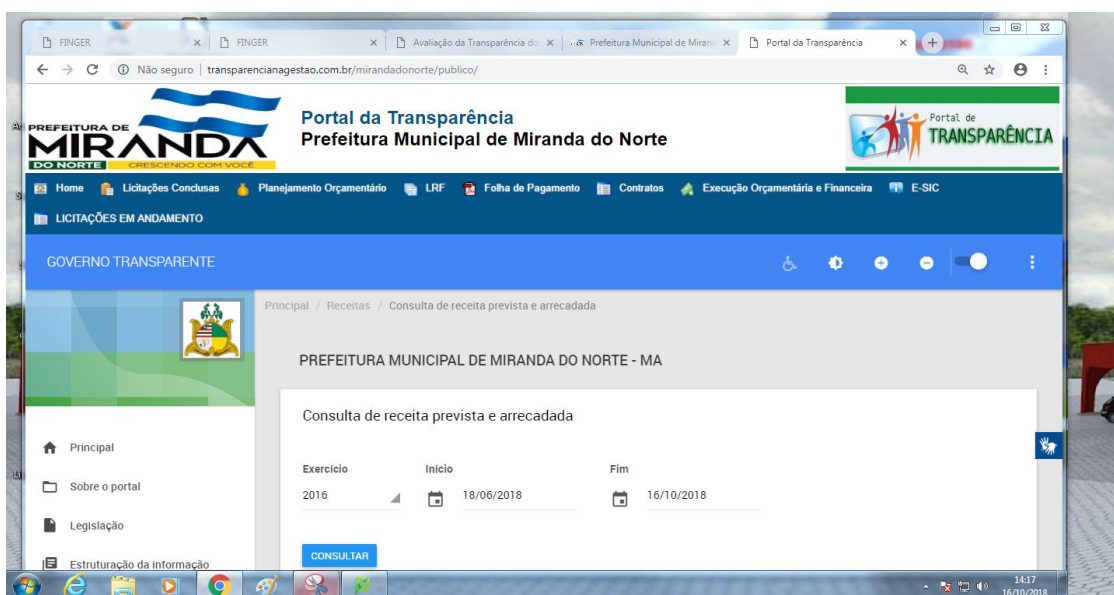 FINGER
FINGER
Avaliação da Transparência do
Prefeitura Municipal de Miran
Portal da Transparência
Não seguro | transparencianagestao.com.br/mirandadonorte/publico/
PREFEITURA DE
MIRANDA
DO NORTE
CRESCENDO COM VOCÊ
Portal da Transparência
Prefeitura Municipal de Miranda do Norte
Portal de
TRANSPARÊNCIA
Home Licitações Conclusas Planejamento Orçamentário LRF Folha de Pagamento Contratos Execução Orçamentária e Financeira E-SIC
LICITAÇÕES EM ANDAMENTO
GOVERNO TRANSPARENTE
Principal / Receitas / Consulta de receita prevista e arrecadada
PREFEITURA MUNICIPAL DE MIRANDA DO NORTE - MA
Consulta de receita prevista e arrecadada
Principal
Sobre o portal
Legislação
Estruturação da informação
Exercício Início Fim
2016 18/06/2018 16/10/2018
CONSULTAR
14:17
16/10/2018